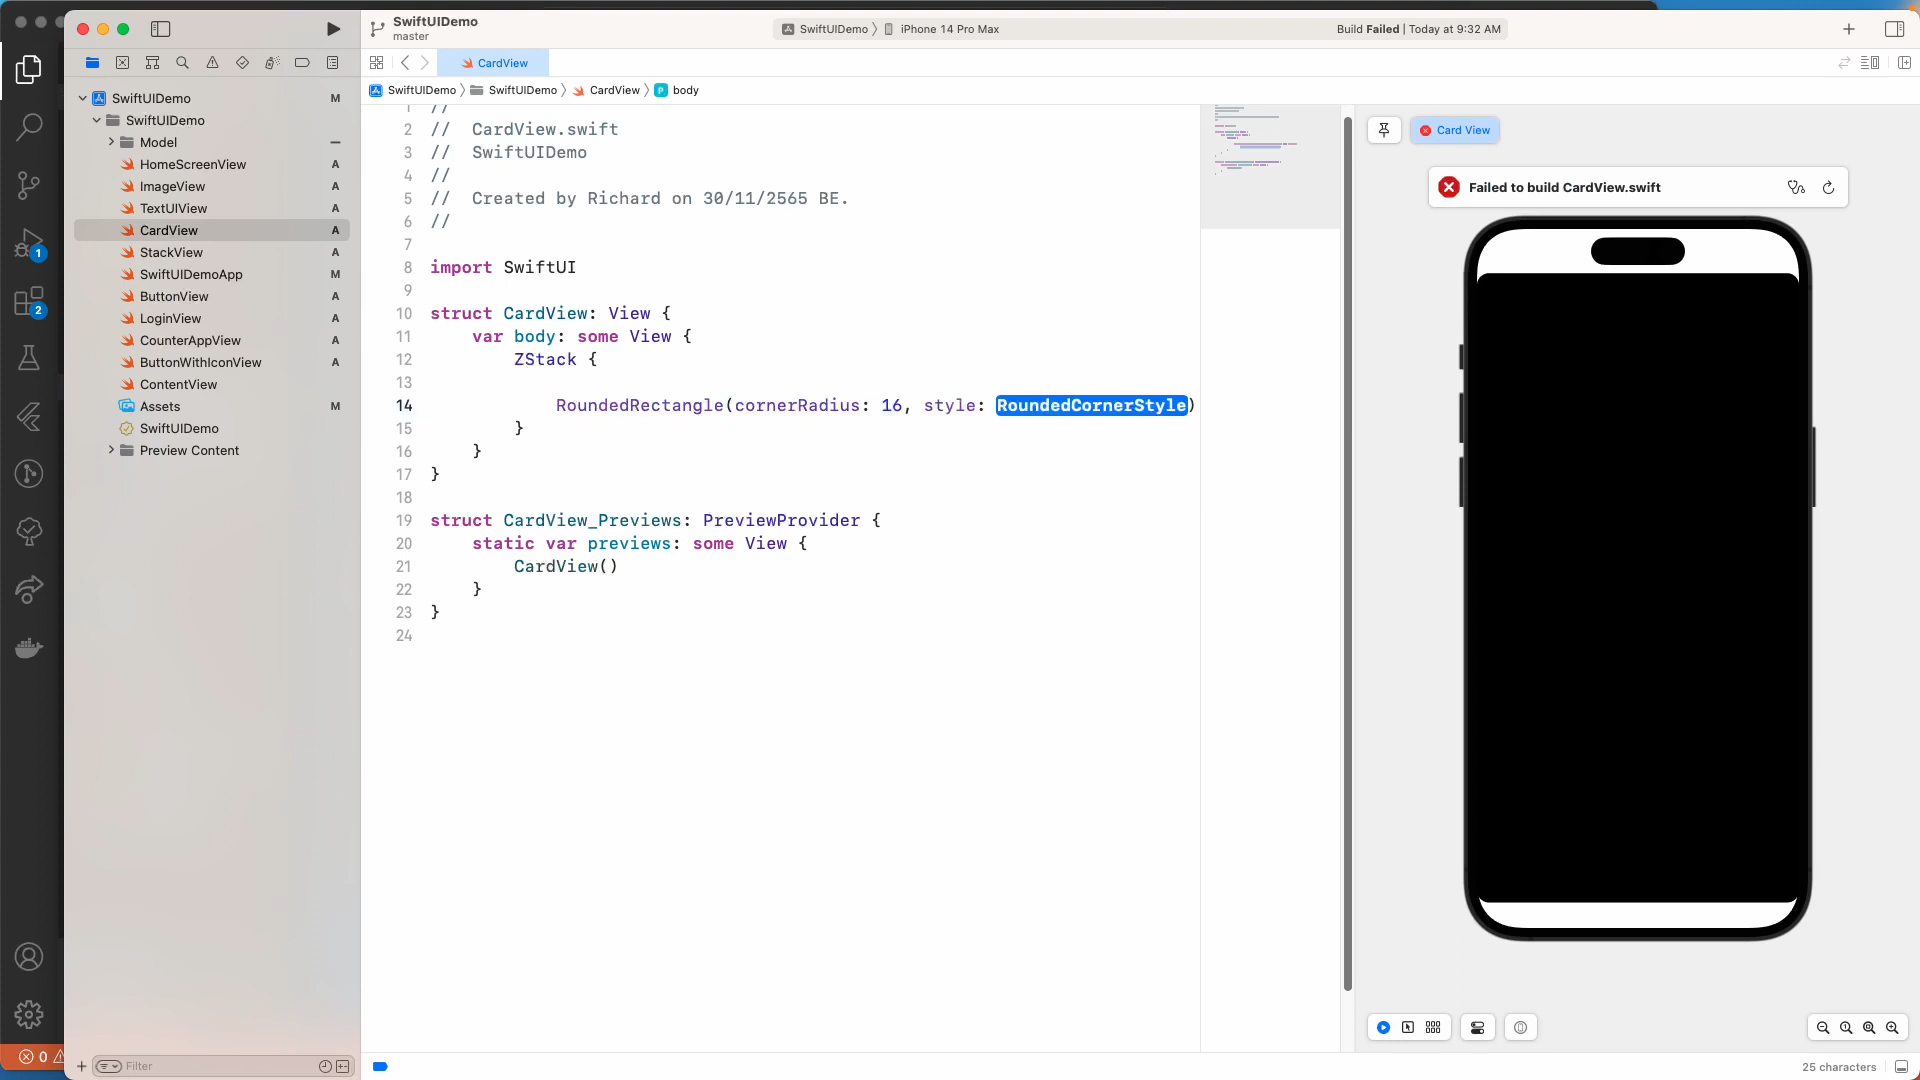 SwiftUIDemo
master
SwiftUIDemo
iPhone 14 Pro Max
Build Failed | Today at 9:32 AM
CardView
SwiftUIDemo
SwiftUIDemo
CardView
body
SwiftUIDemo M
SwiftUIDemo
Model
HomeScreenView A
ImageView A
TextUIView A
CardView A
StackView A
SwiftUIDemoApp M
ButtonView A
LoginView A
CounterAppView A
ButtonWithIconView A
ContentView
Assets M
SwiftUIDemo
Preview Content
1
2
0
Filter
1 //
2 // CardView.swift
3 // SwiftUIDemo
4 //
5 // Created by Richard on 30/11/2565 BE.
6 //
7
8 import SwiftUI
9
10 struct CardView: View {
11 var body: some View {
12 ZStack {
13
14 RoundedRectangle(cornerRadius: 16, style: RoundedCornerStyle)
15 }
16 }
17 }
18
19 struct CardView_Previews: PreviewProvider {
20 static var previews: some View {
21 CardView()
22 }
23 }
24
Card View
Failed to build CardView.swift
25 characters